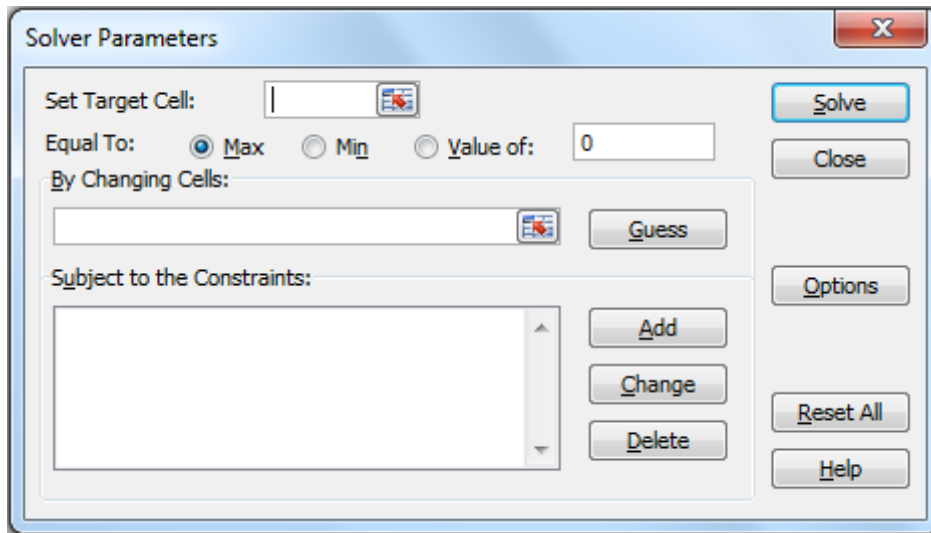 Solver Parameters
Set Target Cell:
Solve
Equal To: Max Min Value of: 0
Close
By Changing Cells:
Guess
Subject to the Constraints:
Options
Add
Change
Reset All
Delete
Help